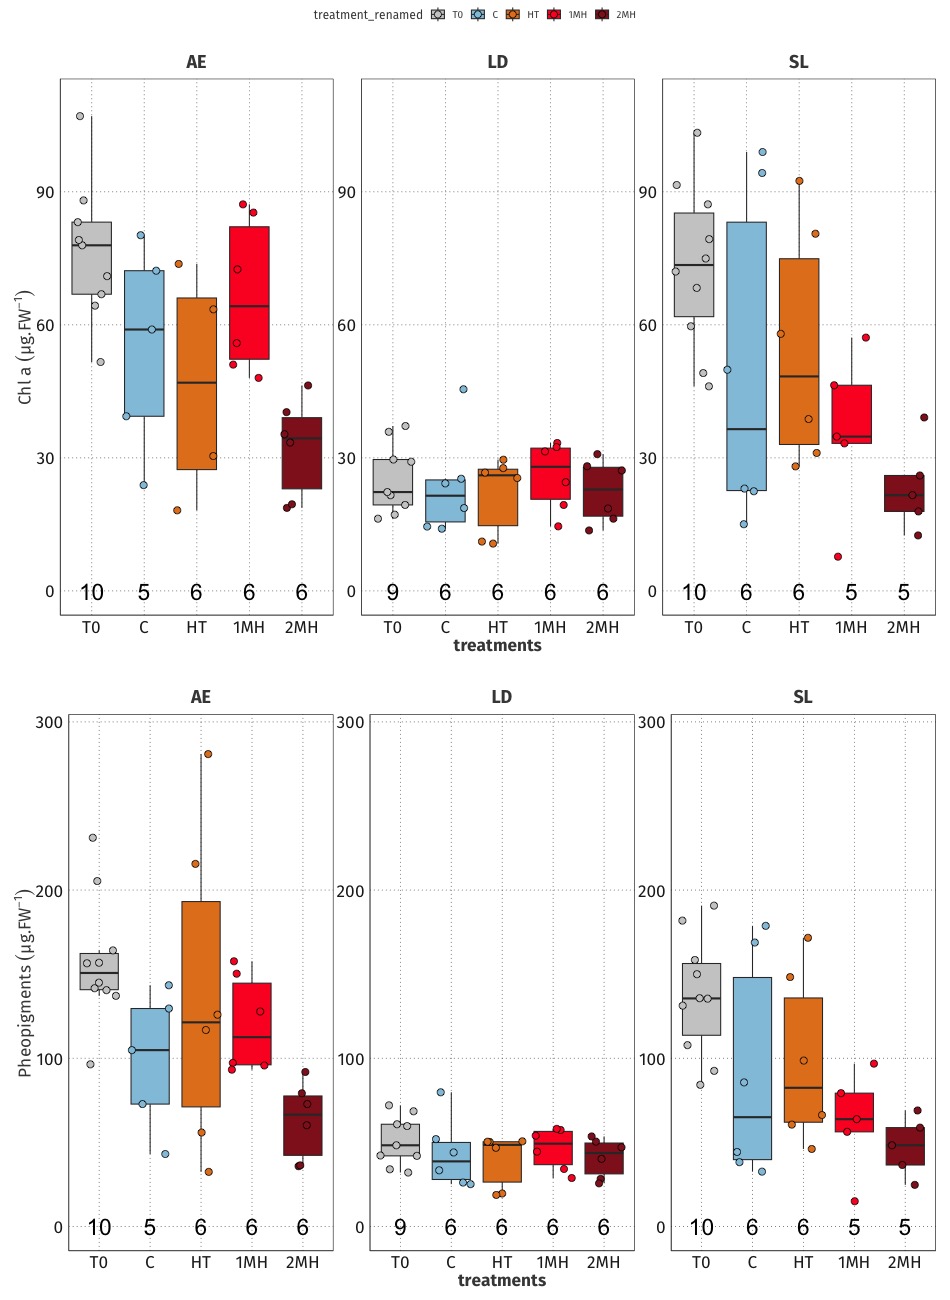 treatment_renamed T0 C HT 1MH 2MH
AE LD SL
Chl a (µg.FW⁻¹)
90 90 90
60 60 60
30 30 30
0 10 5 6 6 6 0 9 6 6 6 6 0 10 6 6 5 5
T0 C HT 1MH 2MH T0 C HT 1MH 2MH T0 C HT 1MH 2MH
treatments
AE LD SL
Pheopigments (µg.FW⁻¹)
300 300 300
200 200 200
100 100 100
0 10 5 6 6 6 0 9 6 6 6 6 0 10 6 6 5 5
T0 C HT 1MH 2MH T0 C HT 1MH 2MH T0 C HT 1MH 2MH
treatments